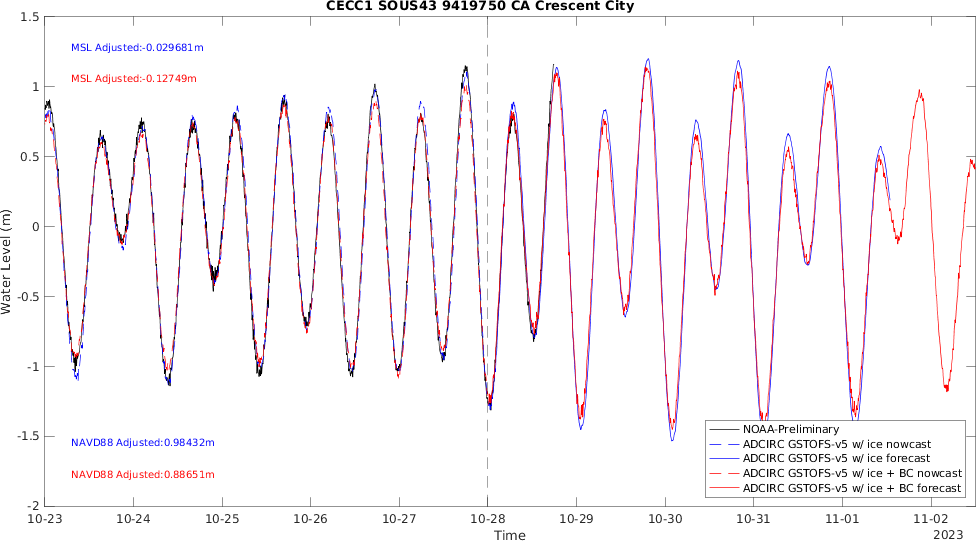 CECC1 SOUS43 9419750 CA Crescent City
MSL Adjusted:-0.029681m
MSL Adjusted:-0.12749m
NAVD88 Adjusted:0.98432m
NAVD88 Adjusted:0.88651m
1.5
1
0.5
0
-0.5
-1
-1.5
-2
Water Level (m)
NOAA-Preliminary
ADCIRC GSTOFS-v5 w/ ice nowcast
ADCIRC GSTOFS-v5 w/ ice forecast
ADCIRC GSTOFS-v5 w/ ice + BC nowcast
ADCIRC GSTOFS-v5 w/ ice + BC forecast
10-23 10-24 10-25 10-26 10-27 10-28 10-29 10-30 10-31 11-01 11-02
Time
2023